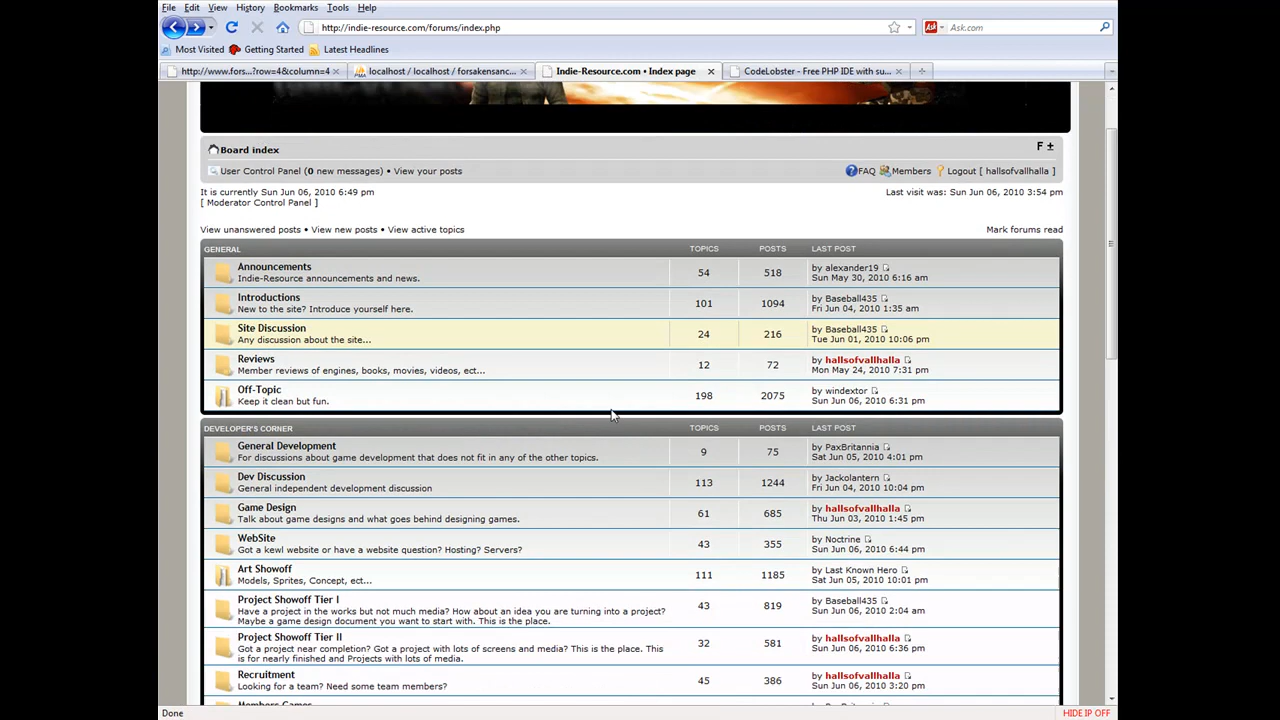 File Edit View History Bookmarks Tools Help
http://indie-resource.com/forums/index.php
Ask Ask.com
Most Visited Getting Started Latest Headlines
http://www.fors...?row=4&column=4 localhost / localhost / forsakensanc... Indie-Resource.com • Index page CodeLobster - Free PHP IDE with su...
Board index
F ±
User Control Panel (0 new messages) • View your posts
FAQ Members Logout [ hallsofvallhalla ]
It is currently Sun Jun 06, 2010 6:49 pm
Last visit was: Sun Jun 06, 2010 3:54 pm
[ Moderator Control Panel ]
View unanswered posts • View new posts • View active topics
Mark forums read
GENERAL TOPICS POSTS LAST POST
Announcements
Indie-Resource announcements and news.
54 518
by alexander19
Sun May 30, 2010 6:16 am
Introductions
New to the site? Introduce yourself here.
101 1094
by Baseball435
Fri Jun 04, 2010 1:35 am
Site Discussion
Any discussion about the site...
24 216
by Baseball435
Tue Jun 01, 2010 10:06 pm
Reviews
Member reviews of engines, books, movies, videos, ect...
12 72
by hallsofvallhalla
Mon May 24, 2010 7:31 pm
Off-Topic
Keep it clean but fun.
198 2075
by windextor
Sun Jun 06, 2010 6:31 pm
DEVELOPER'S CORNER TOPICS POSTS LAST POST
General Development
For discussions about game development that does not fit in any of the other topics.
9 75
by PaxBritannia
Sat Jun 05, 2010 4:01 pm
Dev Discussion
General independent development discussion
113 1244
by Jackolantern
Fri Jun 04, 2010 10:04 pm
Game Design
Talk about game designs and what goes behind designing games.
61 685
by hallsofvallhalla
Thu Jun 03, 2010 1:45 pm
WebSite
Got a kewl website or have a website question? Hosting? Servers?
43 355
by Noctrine
Sun Jun 06, 2010 6:44 pm
Art Showoff
Models, Sprites, Concept, ect...
111 1185
by Last Known Hero
Sat Jun 05, 2010 10:01 pm
Project Showoff Tier I
Have a project in the works but not much media? How about an idea you are turning into a project?
Maybe a game design document you want to start with. This is the place.
43 819
by Baseball435
Sun Jun 06, 2010 2:04 am
Project Showoff Tier II
Got a project near completion? Got a project with lots of screens and media? This is the place. This
is for nearly finished and Projects with lots of media.
32 581
by hallsofvallhalla
Sun Jun 06, 2010 6:36 pm
Recruitment
Looking for a team? Need some team members?
45 386
by hallsofvallhalla
Sun Jun 06, 2010 3:20 pm
Done
HIDE IP OFF